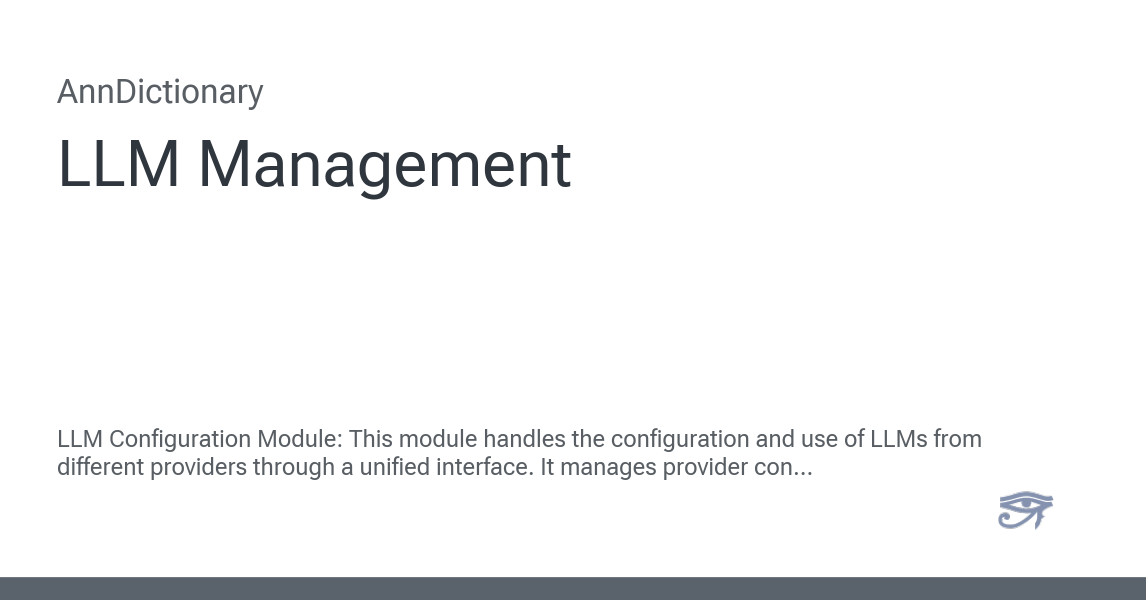 AnnDictionary
LLM Management
LLM Configuration Module: This module handles the configuration and use of LLMs from
different providers through a unified interface. It manages provider con...